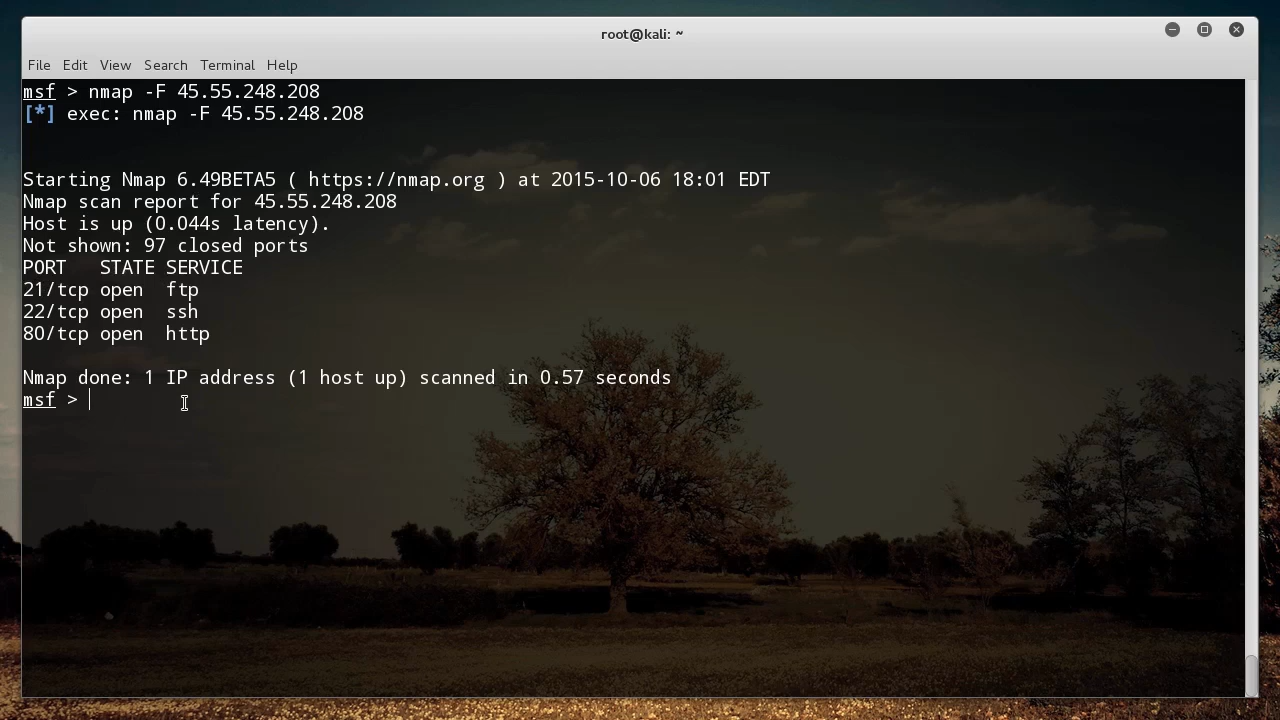 root@kali: ~
File Edit View Search Terminal Help
msf > nmap -F 45.55.248.208
[*] exec: nmap -F 45.55.248.208
Starting Nmap 6.49BETA5 ( https://nmap.org ) at 2015-10-06 18:01 EDT
Nmap scan report for 45.55.248.208
Host is up (0.044s latency).
Not shown: 97 closed ports
PORT   STATE SERVICE
21/tcp open  ftp
22/tcp open  ssh
80/tcp open  http
Nmap done: 1 IP address (1 host up) scanned in 0.57 seconds
msf >